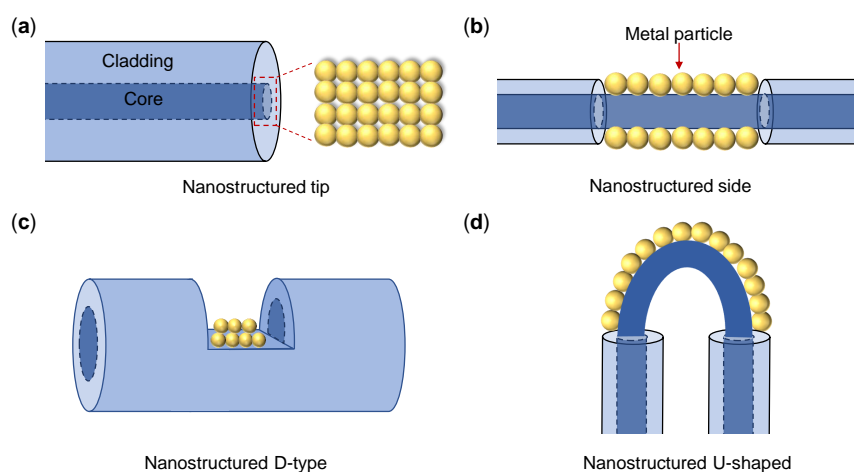 (a)
Cladding
Core
Nanostructured tip
(b)
Metal particle
Nanostructured side
(c)
Nanostructured D-type
(d)
Nanostructured U-shaped